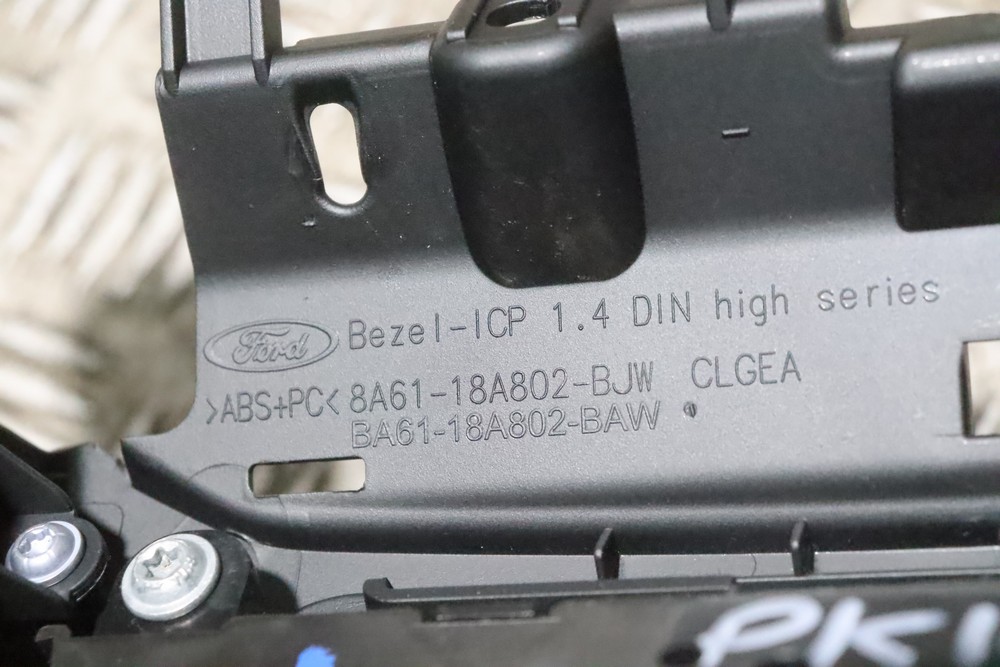 Ford
Bezel-ICP 1.4 DIN high series
>ABS+PC< 8A61-18A802-BJW CLGEA
BA61-18A802-BAW